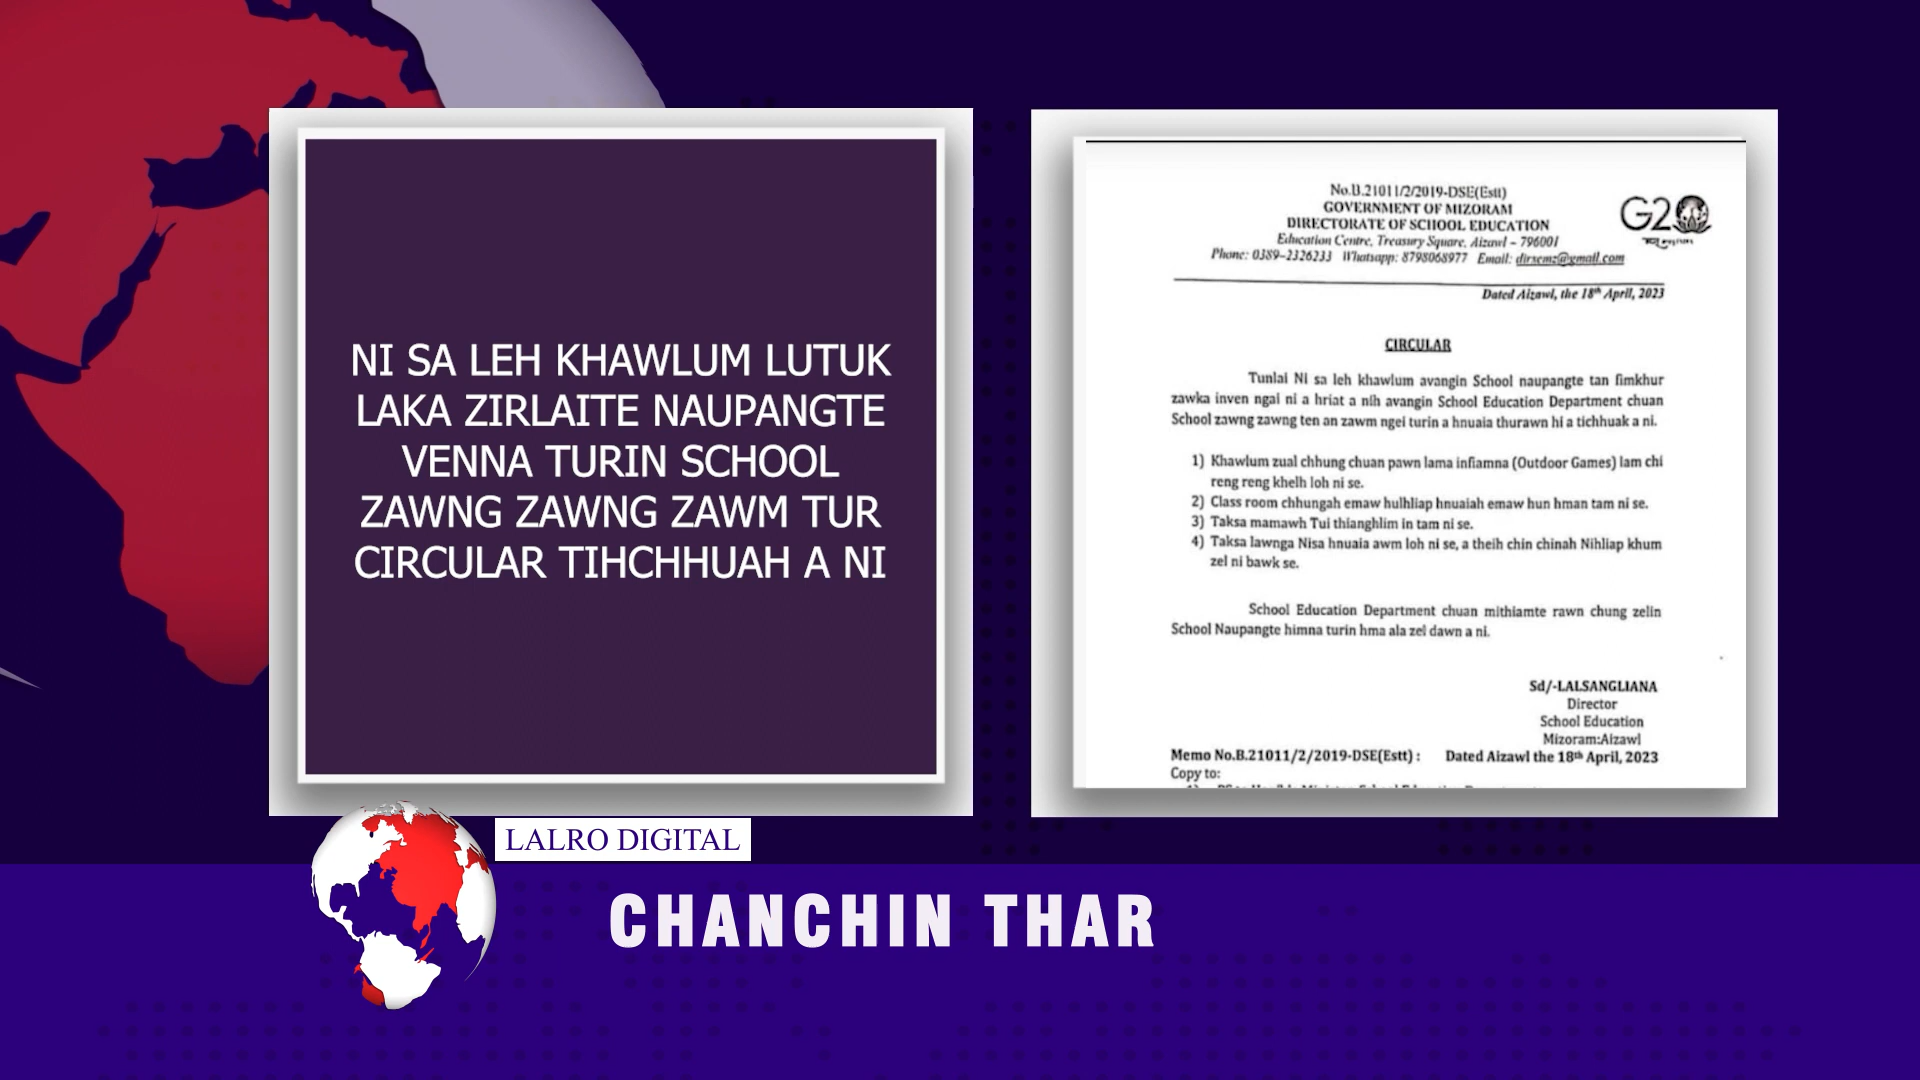 NI SA LEH KHAWLUM LUTUK
LAKA ZIRLAITE NAUPANGTE
VENNA TURIN SCHOOL
ZAWNG ZAWNG ZAWM TUR
CIRCULAR TIHCHHUAH A NI
No.B.21011/2/2019-DSE(Estt)
GOVERNMENT OF MIZORAM
DIRECTORATE OF SCHOOL EDUCATION
Education Centre, Treasury Square, Aizawl – 796001
Phone: 0389–2326233 Whatsapp: 8798068977 Email: dirsemz@gmail.com
G20
Dated Aizawl, the 18th April, 2023
CIRCULAR
Tunlai Ni sa leh khawlum avangin School naupangte tan fimkhur
zawka inven ngai ni a hriat a nih avangin School Education Department chuan
School zawng zawng ten an zawm ngei turin a hnuaia thurawn hi a tichhuak a ni.
1) Khawlum zual chhung chuan pawn lama infiamna (Outdoor Games) lam chi
reng reng khelh loh ni se.
2) Class room chhungah emaw hulhliap hnuaiah emaw hun hman tam ni se.
3) Taksa mamawh Tui thianghlim in tam ni se.
4) Taksa lawnga Nisa hnuaia awm loh ni se, a theih chin chinah Nihliap khum
zel ni bawk se.
School Education Department chuan mithiamte rawn chung zelin
School Naupangte himna turin hma ala zel dawn a ni.
Sd/-LALSANGLIANA
Director
School Education
Mizoram:Aizawl
Memo No.B.21011/2/2019-DSE(Estt) : Dated Aizawl the 18th April, 2023
Copy to:
LALRO DIGITAL
CHANCHIN THAR